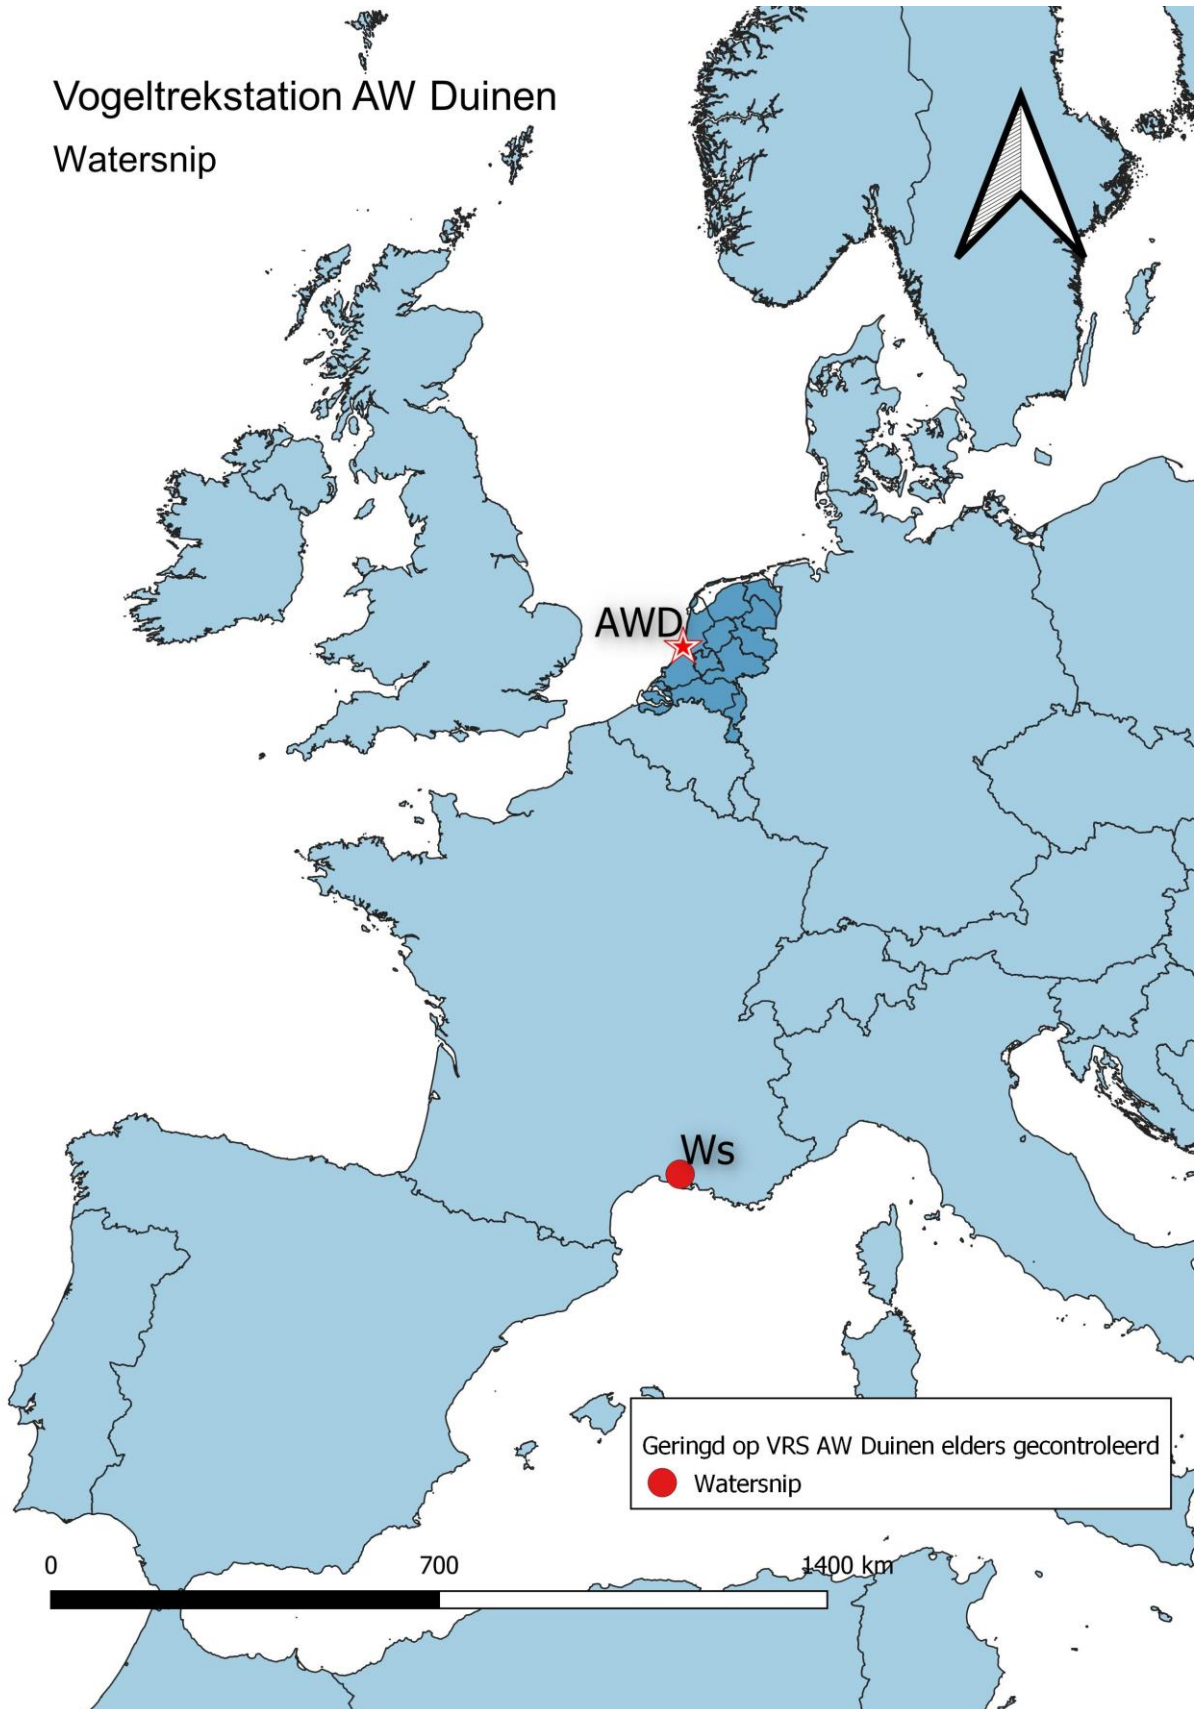 Vogeltrekstation AW Duinen
Watersnip
AWD
Ws
Geringd op VRS AW Duinen elders gecontroleerd
Watersnip
0 700 1400 km